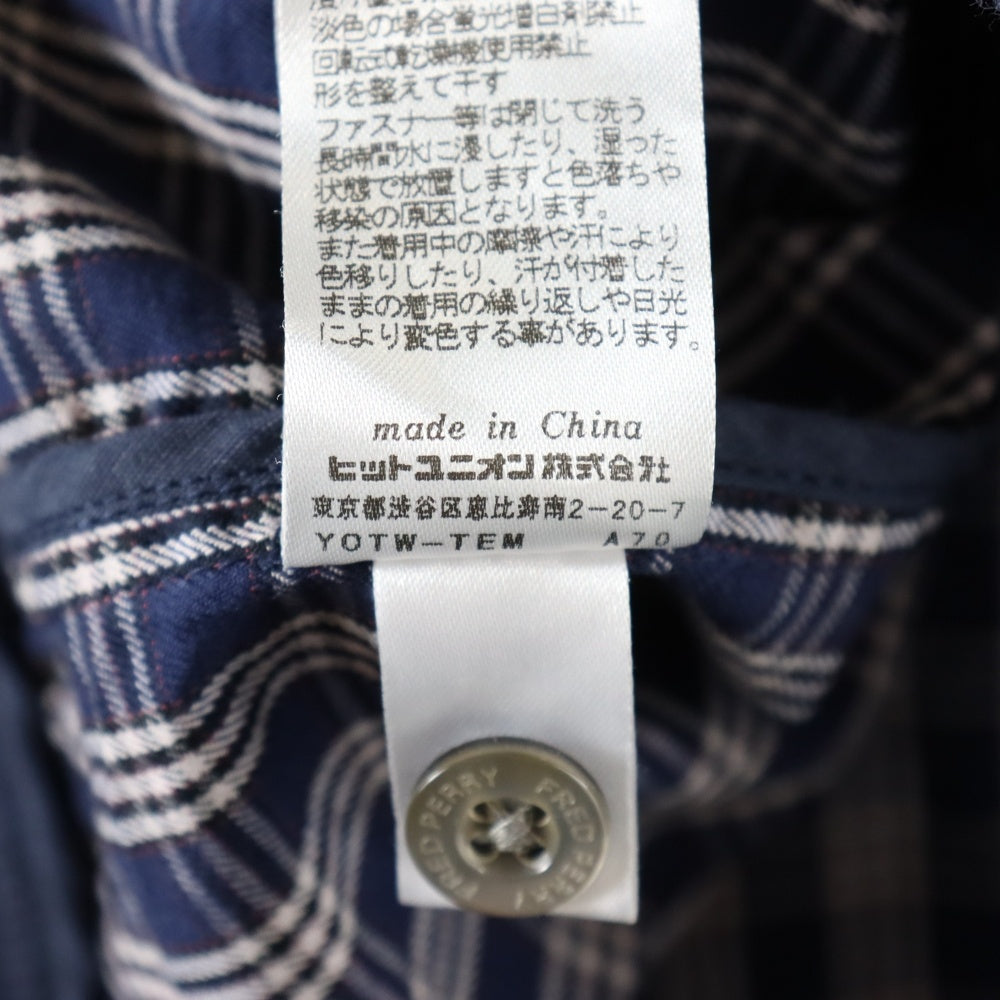 淡色の場合蛍光増白剤禁止
回転式乾燥機使用禁止
形を整えて干す
ファスナー等は閉じて洗う
長時間水に浸したり、湿った
状態で放置しますと色落ちや
移染の原因となります。
また着用中の摩擦や汗により
色移りしたり、汗が付着した
ままの着用の繰り返しや日光
により変色する事があります。
made in China
ヒットユニオン株式会社
東京都渋谷区恵比寿南2-20-7
YOTW-TEM A70
FRED PERRY FRED PERRY